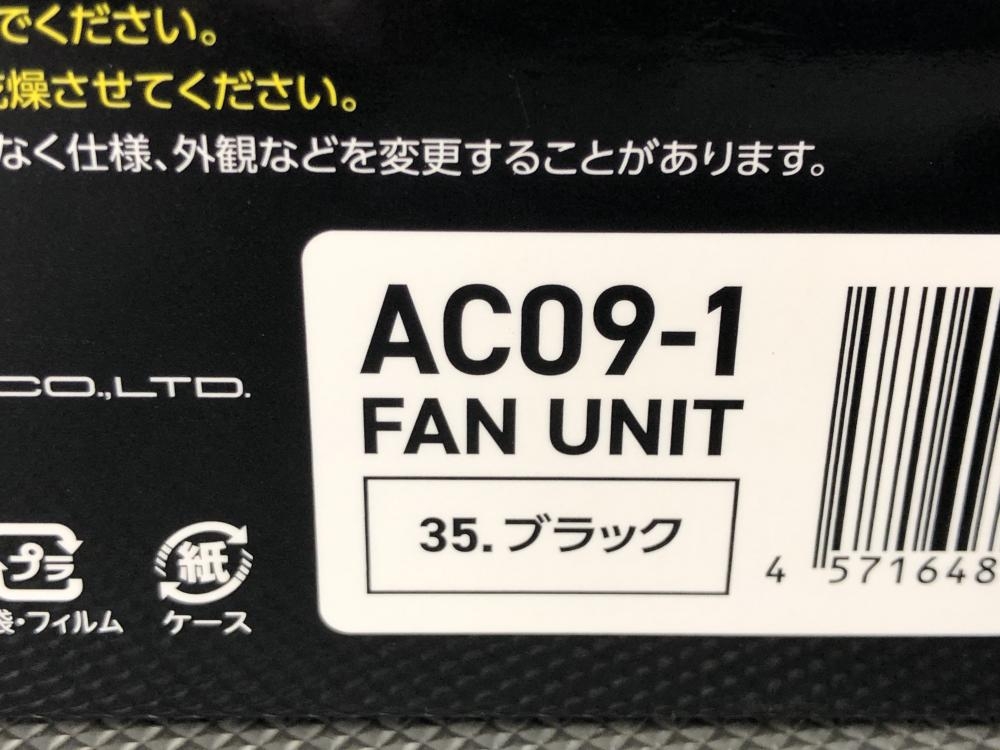 でください。
乾燥させてください。
なく仕様、外観などを変更することがあります。
CO.,LTD.
AC09-1
FAN UNIT
35.ブラック
4 571648
プラ
袋・フィルム
紙
ケース